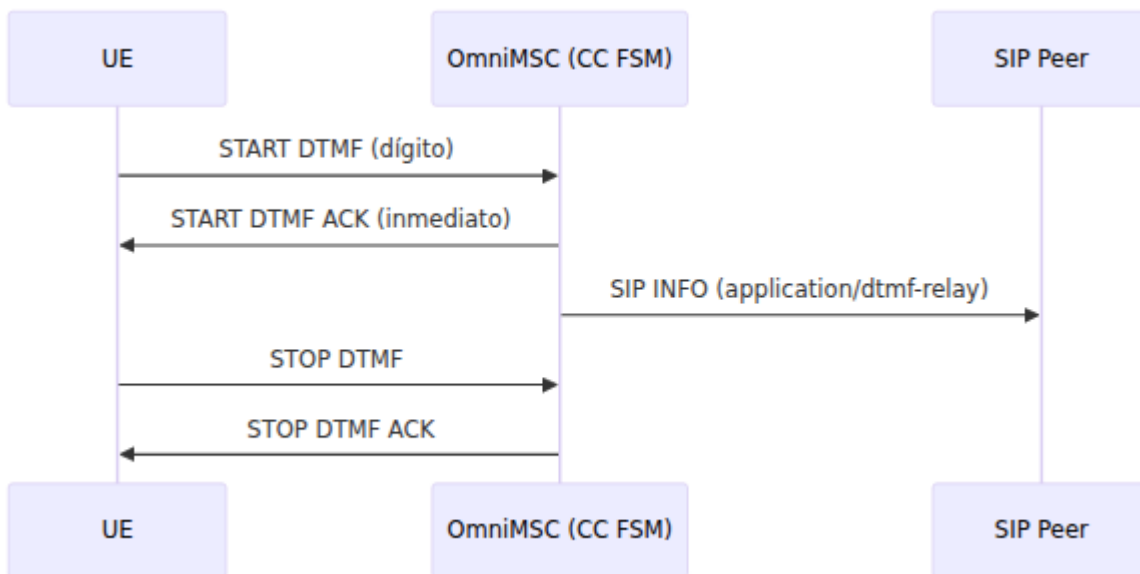 UE
OmniMSC (CC FSM)
SIP Peer
START DTMF (dígito)
START DTMF ACK (inmediato)
SIP INFO (application/dtmf-relay)
STOP DTMF
STOP DTMF ACK
UE
OmniMSC (CC FSM)
SIP Peer